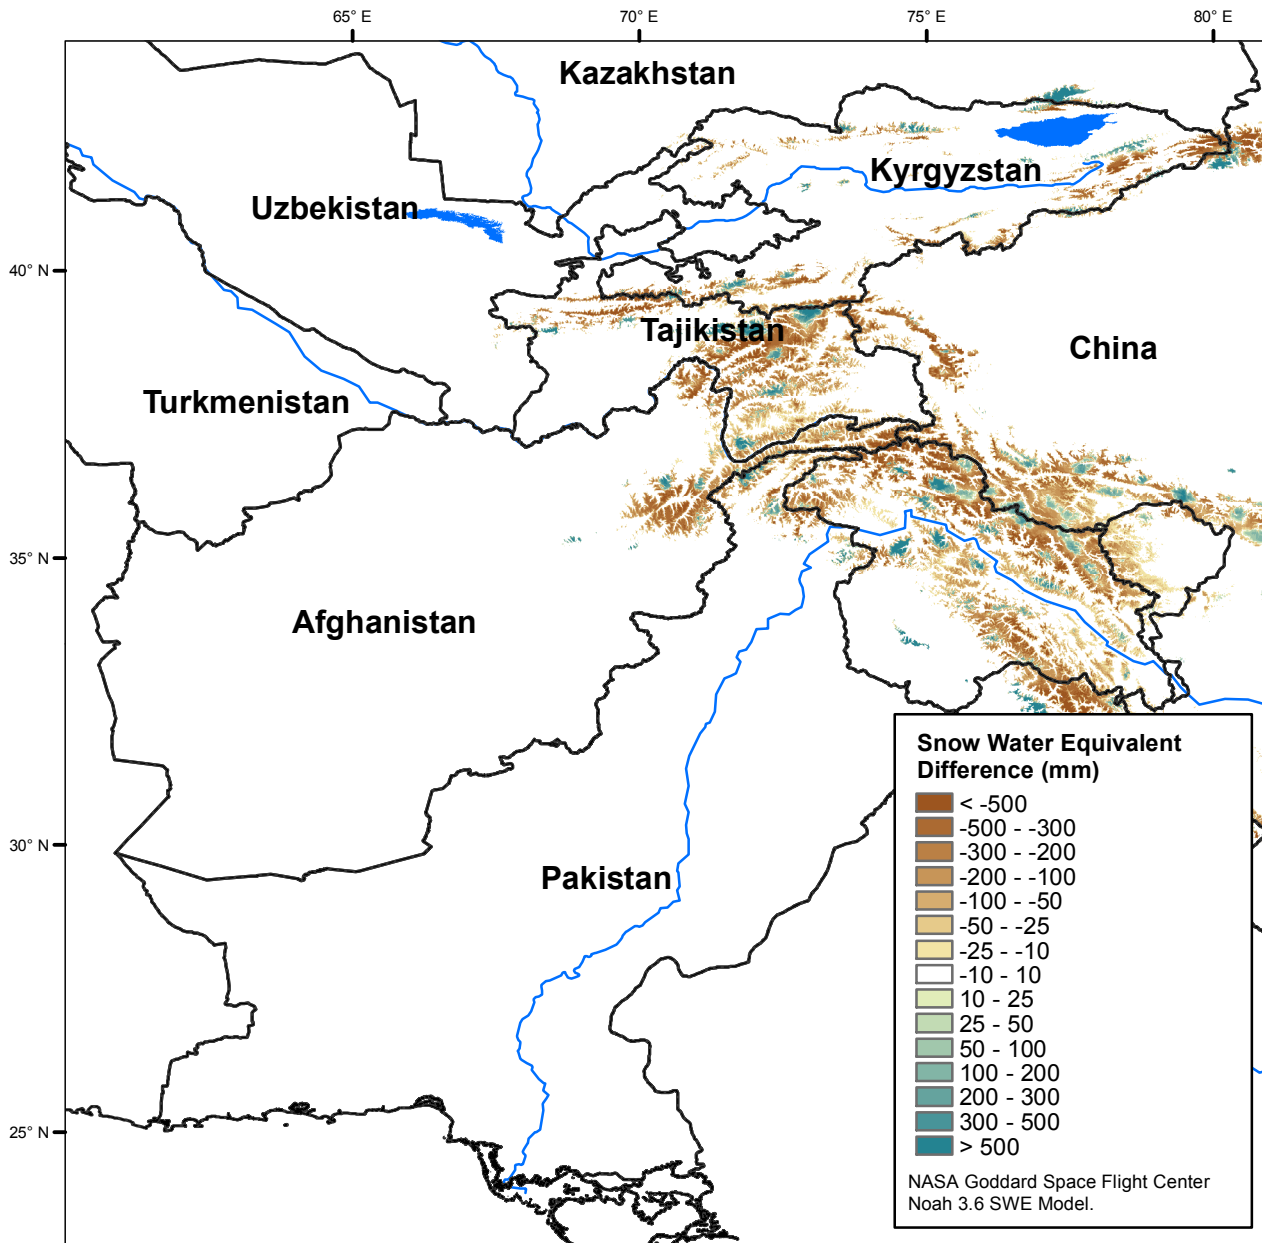 65° E
70° E
75° E
80° E
Kazakhstan
Kyrgyzstan
Uzbekistan
40° N
Tajikistan
China
Turkmenistan
35° N
Afghanistan
30° N
Pakistan
25° N
Snow Water Equivalent
Difference (mm)
< -500
-500 - -300
-300 - -200
-200 - -100
-100 - -50
-50 - -25
-25 - -10
-10 - 10
10 - 25
25 - 50
50 - 100
100 - 200
200 - 300
300 - 500
> 500
NASA Goddard Space Flight Center
Noah 3.6 SWE Model.